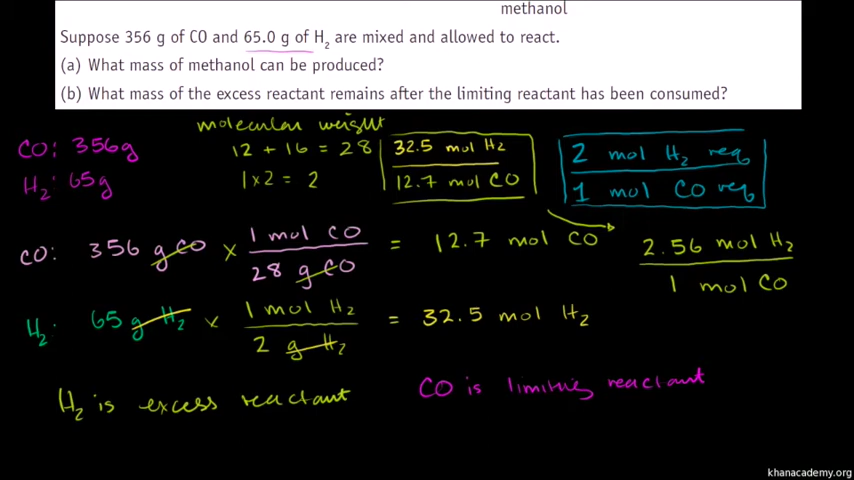 methanol
Suppose 356 g of CO and 65.0 g of H₂ are mixed and allowed to react.
(a) What mass of methanol can be produced?
(b) What mass of the excess reactant remains after the limiting reactant has been consumed?
molecular weight
CO: 356g
12 + 16 = 28
32.5 mol H₂
12.7 mol CO
2 mol H₂ req
1 mol CO req
H₂: 65g
1 x 2 = 2
CO: 356 g CO x 1 mol CO / 28 g CO = 12.7 mol CO
2.56 mol H₂
1 mol CO
H₂: 65 g H₂ x 1 mol H₂ / 2 g H₂ = 32.5 mol H₂
H₂ is excess reactant
CO is limiting reactant
khanacademy.org